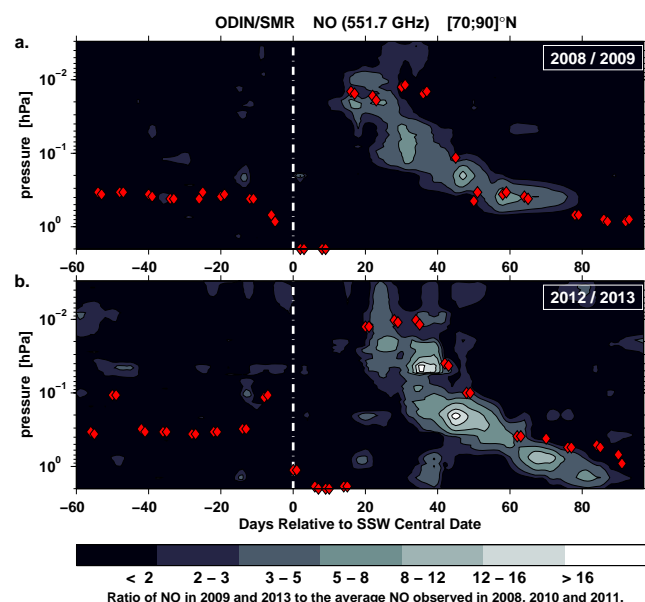 ODIN/SMR NO (551.7 GHz) [70;90]°N
a.
2008 / 2009
10⁻²
10⁻¹
10⁰
pressure [hPa]
−60 −40 −20 0 20 40 60 80
b.
2012 / 2013
10⁻²
10⁻¹
10⁰
pressure [hPa]
−60 −40 −20 0 20 40 60 80
Days Relative to SSW Central Date
< 2 2 − 3 3 − 5 5 − 8 8 − 12 12 − 16 > 16
Ratio of NO in 2009 and 2013 to the average NO observed in 2008, 2010 and 2011.